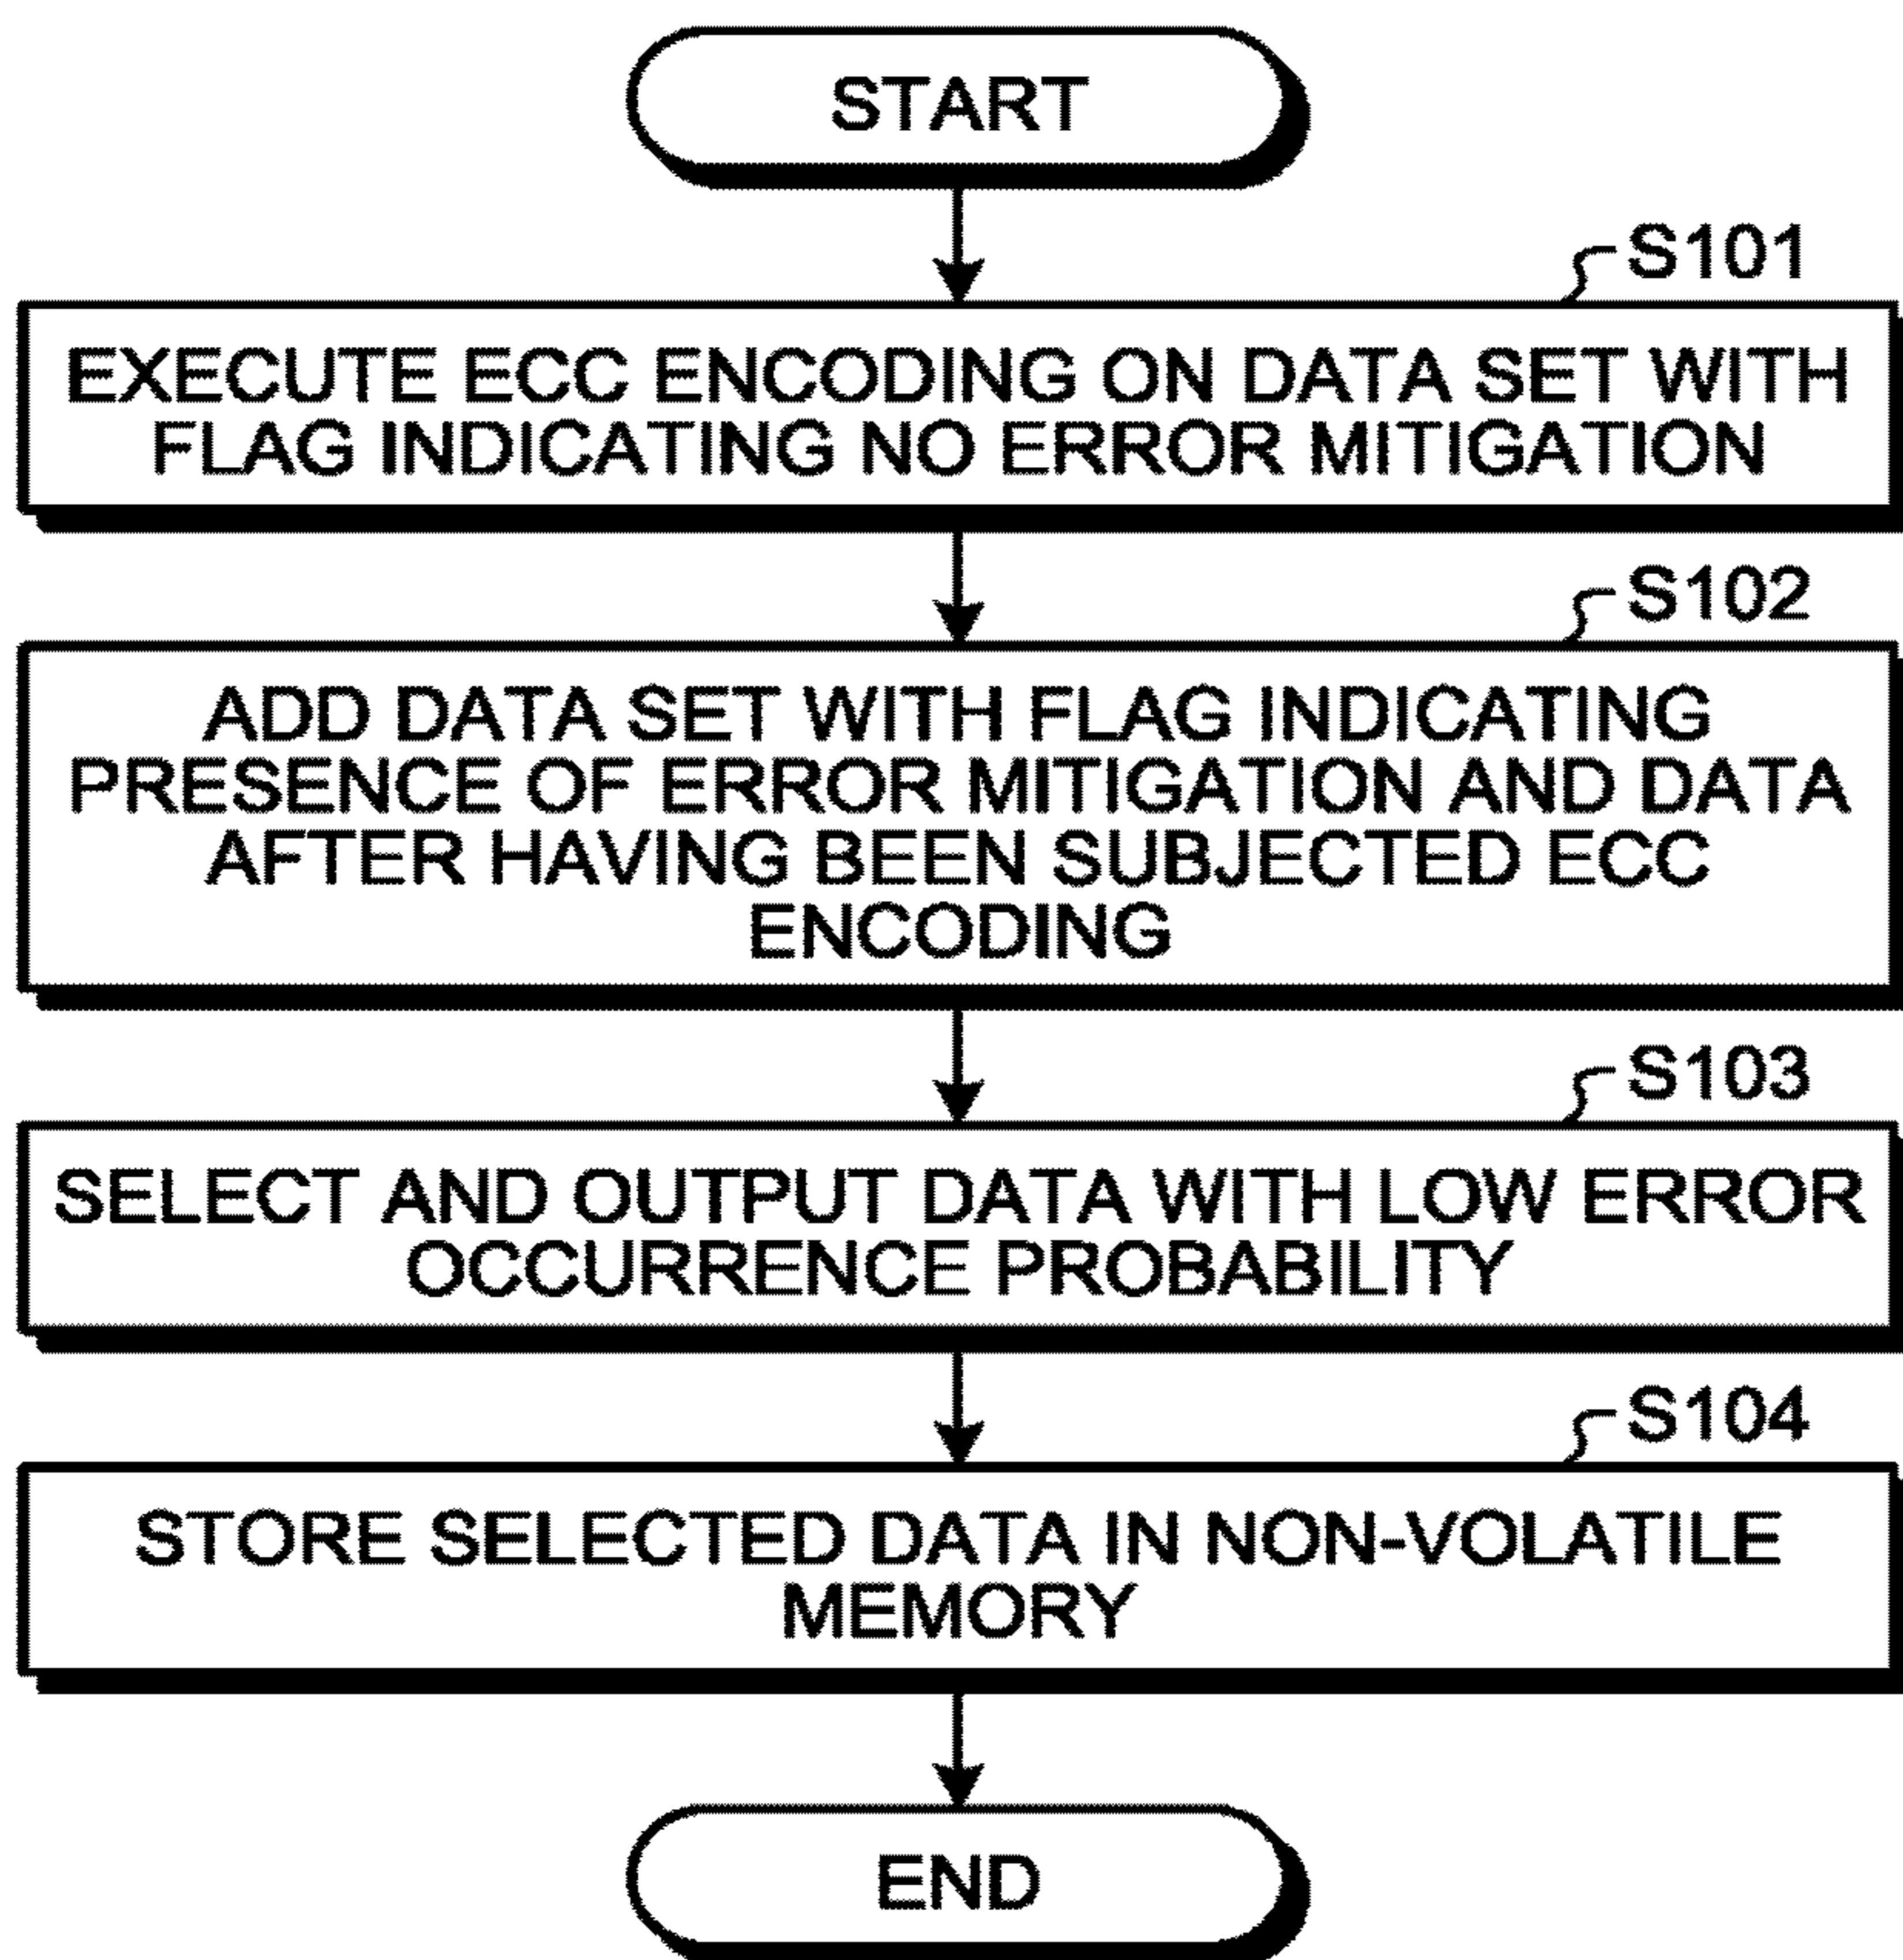 START
S101
EXECUTE ECC ENCODING ON DATA SET WITH
FLAG INDICATING NO ERROR MITIGATION
S102
ADD DATA SET WITH FLAG INDICATING
PRESENCE OF ERROR MITIGATION AND DATA
AFTER HAVING BEEN SUBJECTED ECC
ENCODING
S103
SELECT AND OUTPUT DATA WITH LOW ERROR
OCCURRENCE PROBABILITY
S104
STORE SELECTED DATA IN NON-VOLATILE
MEMORY
END